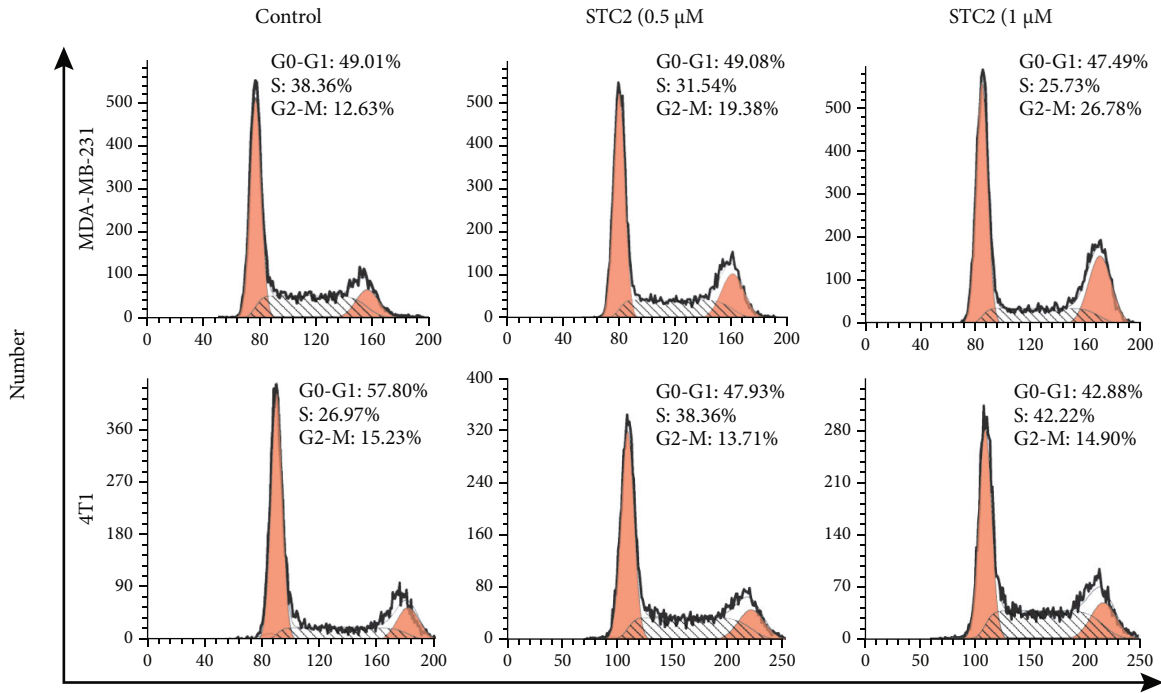 Control
STC2 (0.5 μM
STC2 (1 μM
Number
MDA-MB-231
G0-G1: 49.01%
S: 38.36%
G2-M: 12.63%
500
400
300
200
100
0
0 40 80 120 160 200
G0-G1: 49.08%
S: 31.54%
G2-M: 19.38%
500
400
300
200
100
0
0 40 80 120 160 200
G0-G1: 47.49%
S: 25.73%
G2-M: 26.78%
500
400
300
200
100
0
0 40 80 120 160 200
4T1
G0-G1: 57.80%
S: 26.97%
G2-M: 15.23%
360
270
180
90
0
0 40 80 120 160 200
G0-G1: 47.93%
S: 38.36%
G2-M: 13.71%
400
320
240
160
80
0
0 50 100 150 200 250
G0-G1: 42.88%
S: 42.22%
G2-M: 14.90%
280
210
140
70
0
0 50 100 150 200 250